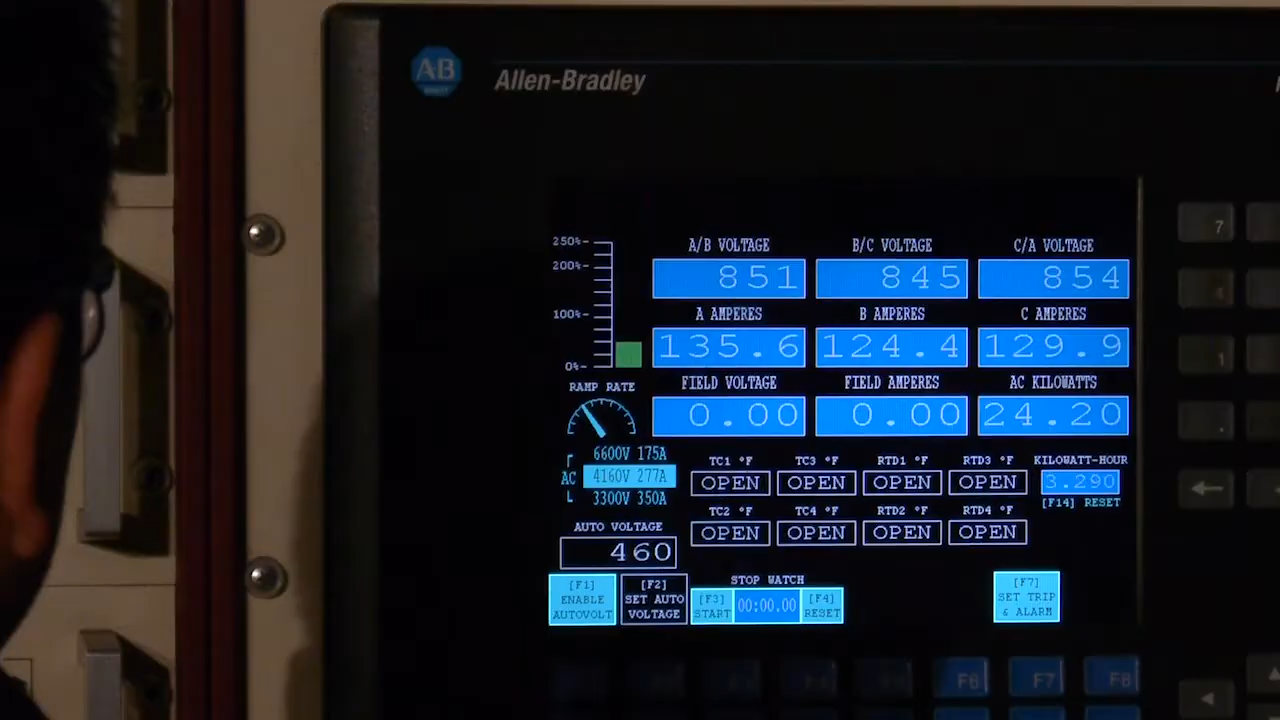 AB
Allen-Bradley
A/B VOLTAGE
B/C VOLTAGE
C/A VOLTAGE
851
845
854
A AMPERES
B AMPERES
C AMPERES
135.6
124.4
129.9
FIELD VOLTAGE
FIELD AMPERES
AC KILOWATTS
0.00
0.00
24.20
250%
200%
100%
0%
RAMP RATE
6600V 175A
AC 4160V 277A
3300V 350A
TC1 °F
TC3 °F
RTD1 °F
RTD3 °F
KILOWATT-HOUR
OPEN
OPEN
OPEN
OPEN
3.290
[F14] RESET
TC2 °F
TC4 °F
RTD2 °F
RTD4 °F
OPEN
OPEN
OPEN
OPEN
AUTO VOLTAGE
460
[F1]
ENABLE
AUTOVOLT
[F2]
SET AUTO
VOLTAGE
STOP WATCH
[F3]
START
00:00.00
[F4]
RESET
[F7]
SET TRIP
& ALARM
7
1
.
F6
F7
F8